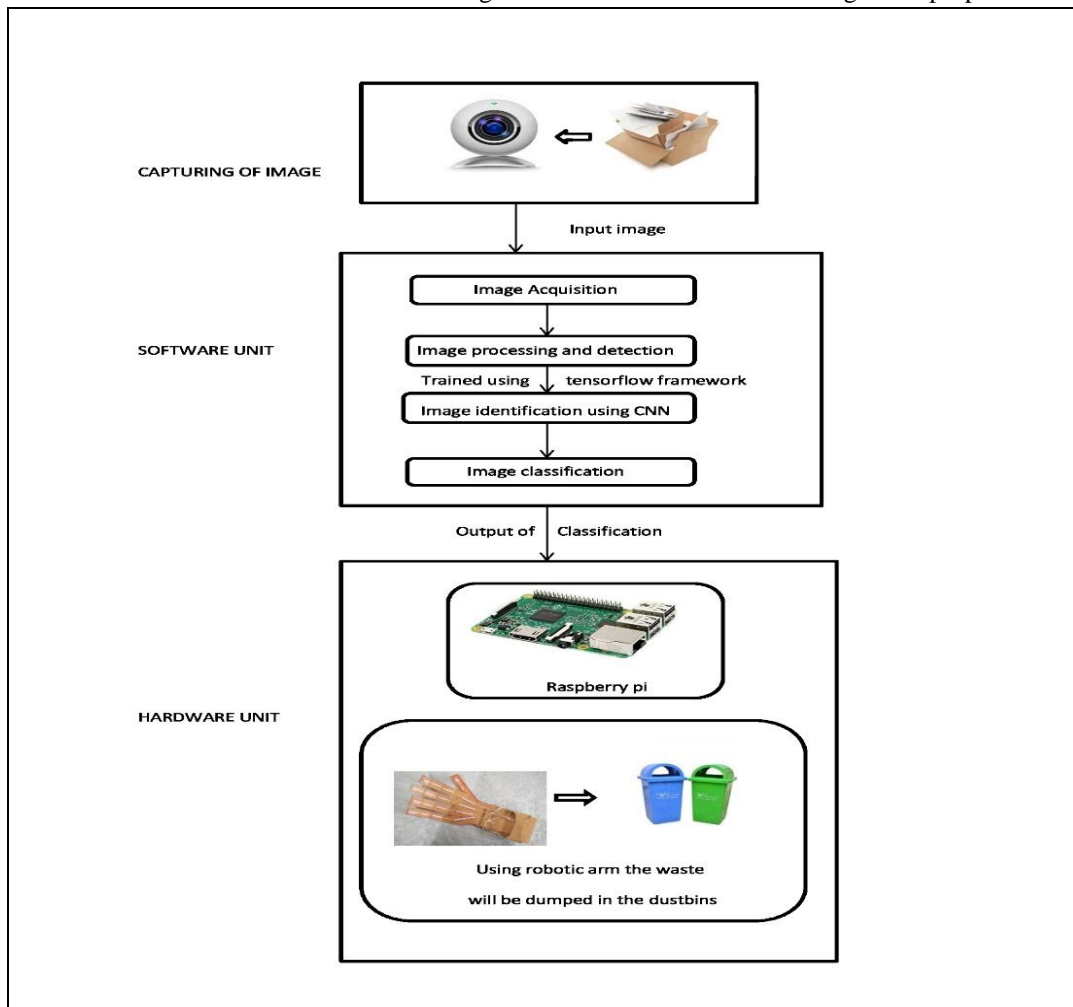 CAPTURING OF IMAGE
Input image
SOFTWARE UNIT
Image Acquisition
Image processing and detection
Trained using tensorflow framework
Image identification using CNN
Image classification
Output of Classification
HARDWARE UNIT
Raspberry pi
Using robotic arm the waste
will be dumped in the dustbins